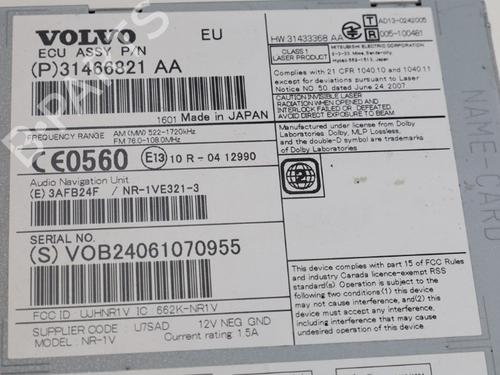 VOLVO
EU
ECU ASSY P/N
(P)31466821 AA
1601 Made in JAPAN
FREQUENCY RANGE AM (MW) 522-1720kHz
FM 76.0-108.0MHz
CE0560 E13 10 R-04 12990
Audio Navigation Unit
(E)3AFB24F / NR-1VE321-3
SERIAL NO.
(S) VOB24061070955
FCC ID : UJHNR1V IC : 662K-NR1V
SUPPLIER CODE : U7SAD 12V NEG GND
MODEL : NR-1V Current rating: 1.5A
HW 31433368 AA
T AD13-0242005
R 005-100481
CLASS 1
LASER PRODUCT
MITSUBISHI ELECTRIC CORPORATION
Complies with 21 CFR 1040.10 and 1040.11
except for deviations pursuant to Laser
Notice NO. 50, dated June 24, 2007
CAUTION INVISIBLE LASER
RADIATION WHEN OPENED AND
INTERLOCK FAILED OR DEFEATED.
AVOID DIRECT EXPOSURE TO BEAM
Manufactured under license from Dolby
Laboratories. Dolby, MLP Lossless,
and the double-D symbol are trademarks
of Dolby Laboratories
2
This device complies with part 15 of FCC Rules
and industry Canada licence-exempt RSS
standard(s). Operation is subject to the following
two conditions: (1) this device
may not cause interference, and(2) this
device must accept any interference,
including interference that may cause
undesired operation of the device.
GAME CARD